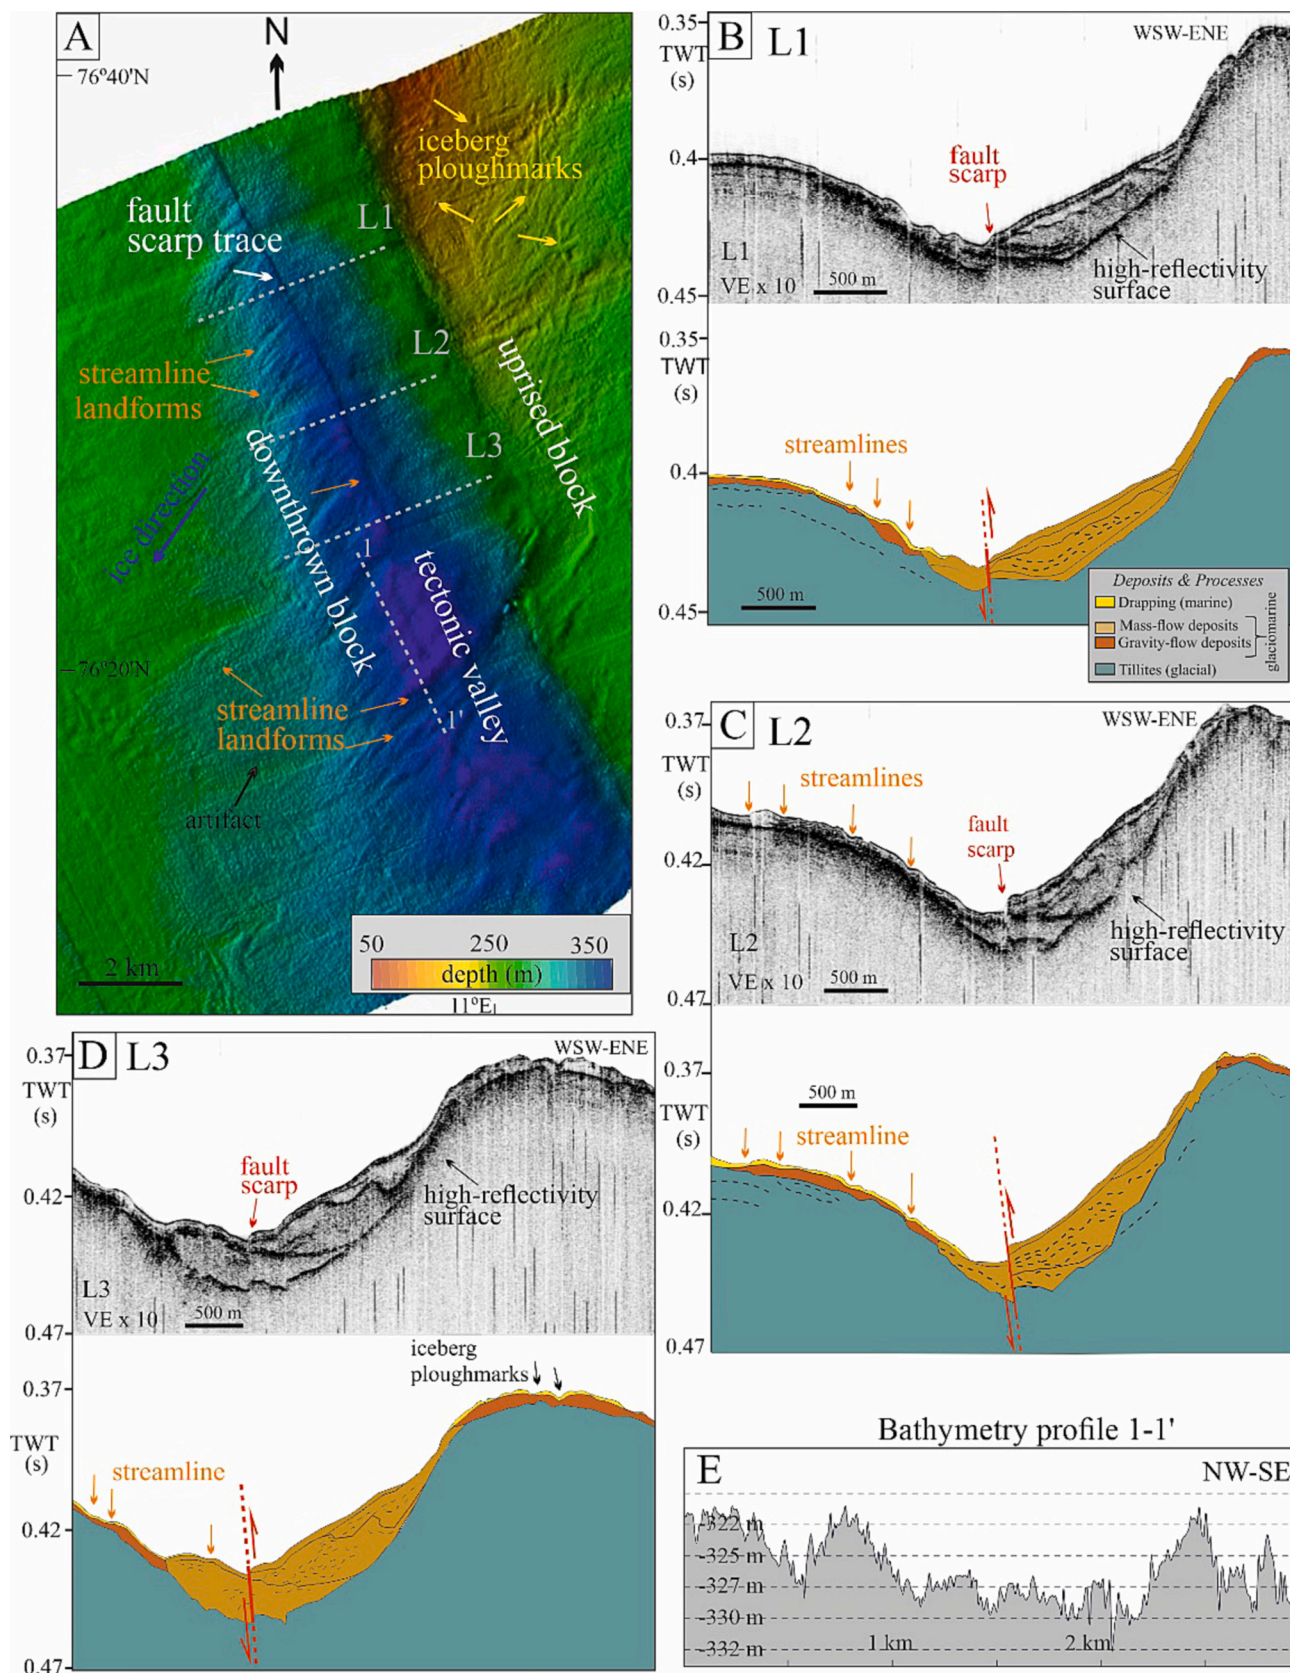 A
N
76º40'N
iceberg
ploughmarks
fault
scarp trace
L1
streamline
landforms
L2
uprised block
L3
downthrown block
ice direction
1
tectonic valley
76º20'N
streamline
landforms
1'
artifact
50 250 350
depth (m)
2 km
11ºE
B L1
WSW-ENE
0.35
TWT
(s)
0.4
fault
scarp
L1
VE x 10
500 m
high-reflectivity
surface
0.45
0.35
TWT
(s)
0.4
streamlines
500 m
0.45
Deposits & Processes
Drapping (marine)
Mass-flow deposits
Gravity-flow deposits
glaciomarine
Tillites (glacial)
C L2
WSW-ENE
0.37
TWT
(s)
streamlines
fault
scarp
0.42
L2
VE x 10
500 m
high-reflectivity
surface
0.47
0.37
TWT
(s)
500 m
streamline
0.42
0.47
D L3
WSW-ENE
0.37
TWT
(s)
fault
scarp
0.42
high-reflectivity
surface
L3
VE x 10
500 m
0.47
iceberg
ploughmarks
0.37
TWT
(s)
streamline
0.42
0.47
Bathymetry profile 1-1'
E
NW-SE
-322 m
-325 m
-327 m
-330 m
-332 m
1 km
2 km